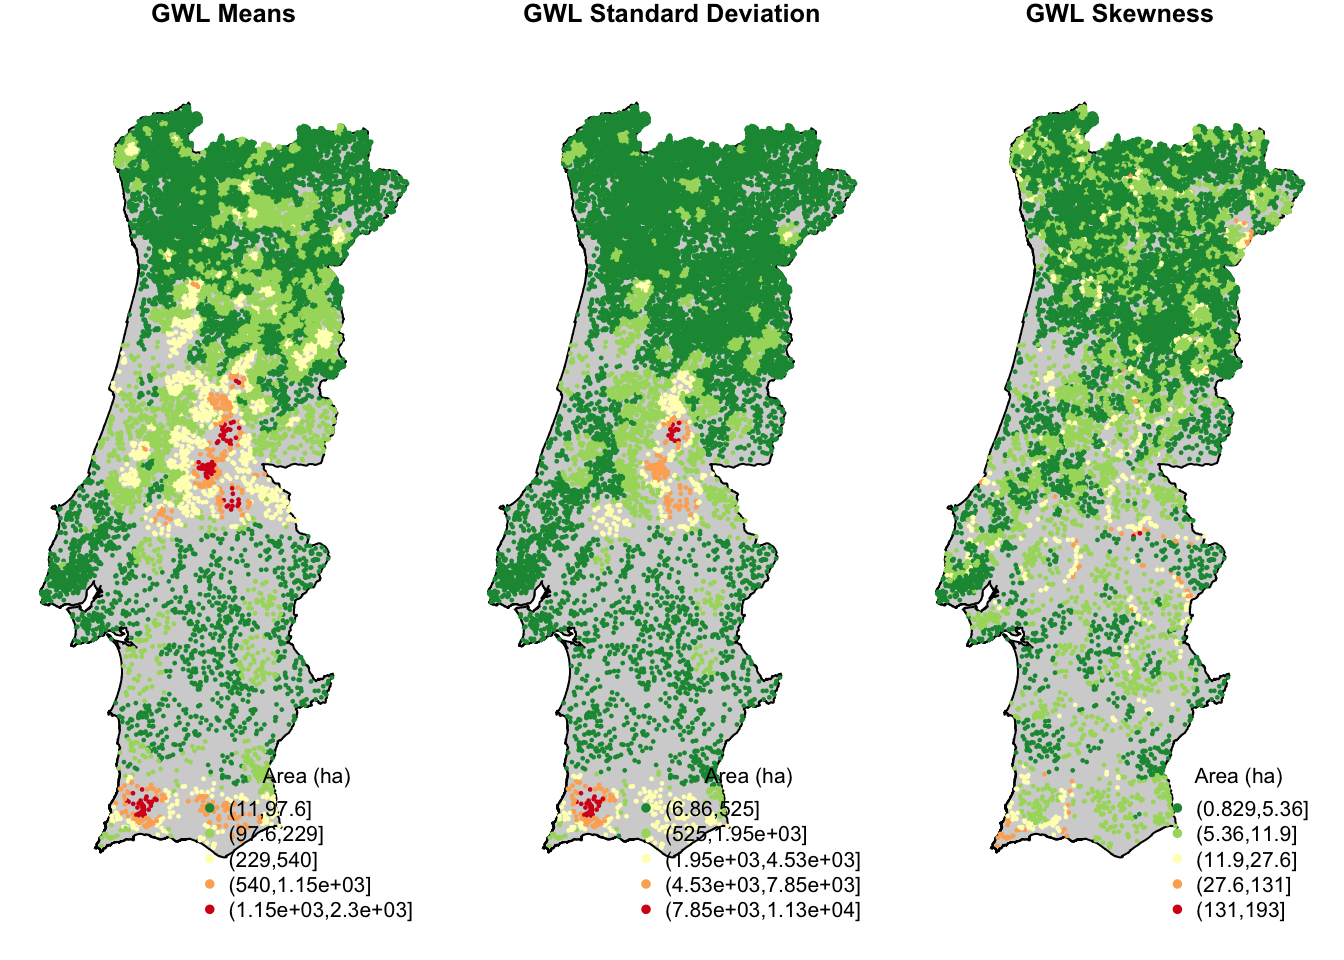 GWL Means
GWL Standard Deviation
GWL Skewness
Area (ha)
(11,97.6]
(97.6,229]
(229,540]
(540,1.15e+03]
(1.15e+03,2.3e+03]
Area (ha)
(6.86,525]
(525,1.95e+03]
(1.95e+03,4.53e+03]
(4.53e+03,7.85e+03]
(7.85e+03,1.13e+04]
Area (ha)
(0.829,5.36]
(5.36,11.9]
(11.9,27.6]
(27.6,131]
(131,193]